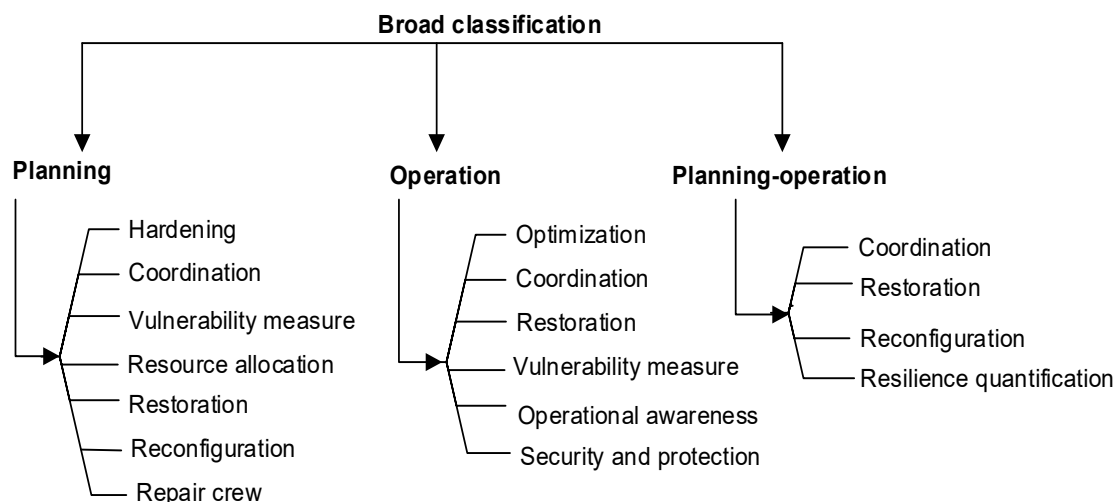 Broad classification
Planning
Hardening
Coordination
Vulnerability measure
Resource allocation
Restoration
Reconfiguration
Repair crew
Operation
Optimization
Coordination
Restoration
Vulnerability measure
Operational awareness
Security and protection
Planning-operation
Coordination
Restoration
Reconfiguration
Resilience quantification